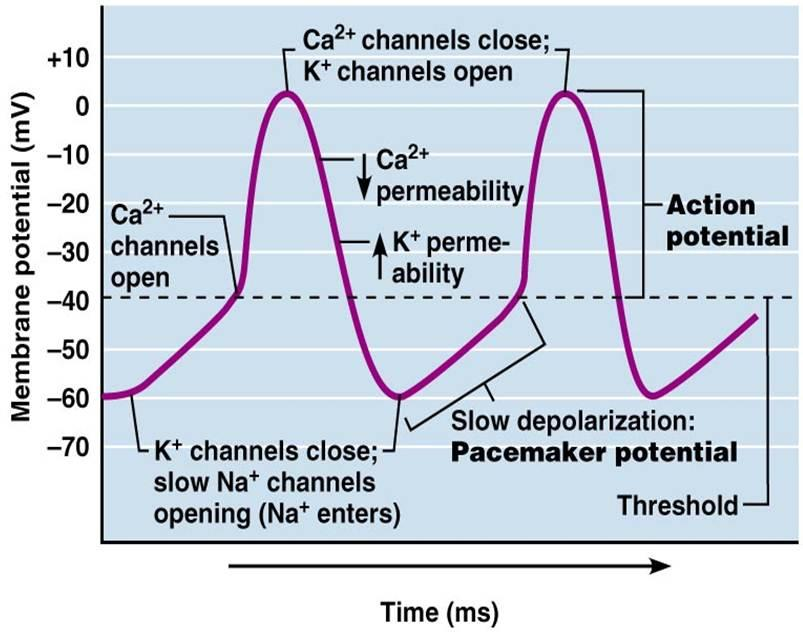 Membrane potential (mV)
+10
0
–10
–20
–30
–40
–50
–60
–70
Ca²⁺ channels close;
K⁺ channels open
Ca²⁺
permeability
K⁺ perme-
ability
Ca²⁺
channels
open
Action
potential
Slow depolarization:
Pacemaker potential
K⁺ channels close;
slow Na⁺ channels
opening (Na⁺ enters)
Threshold
Time (ms)